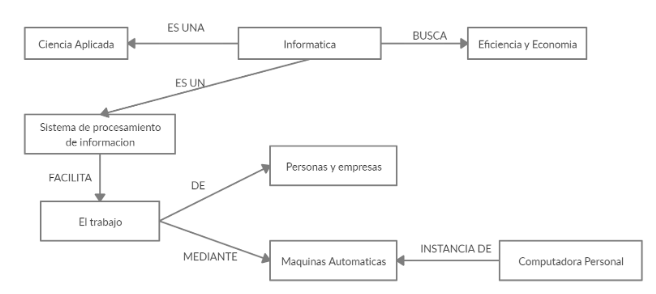 ES UNA
Ciencia Aplicada
Informatica
BUSCA
Eficiencia y Economia
ES UN
Sistema de procesamiento
de informacion
FACILITA
El trabajo
DE
Personas y empresas
MEDIANTE
Maquinas Automaticas
INSTANCIA DE
Computadora Personal